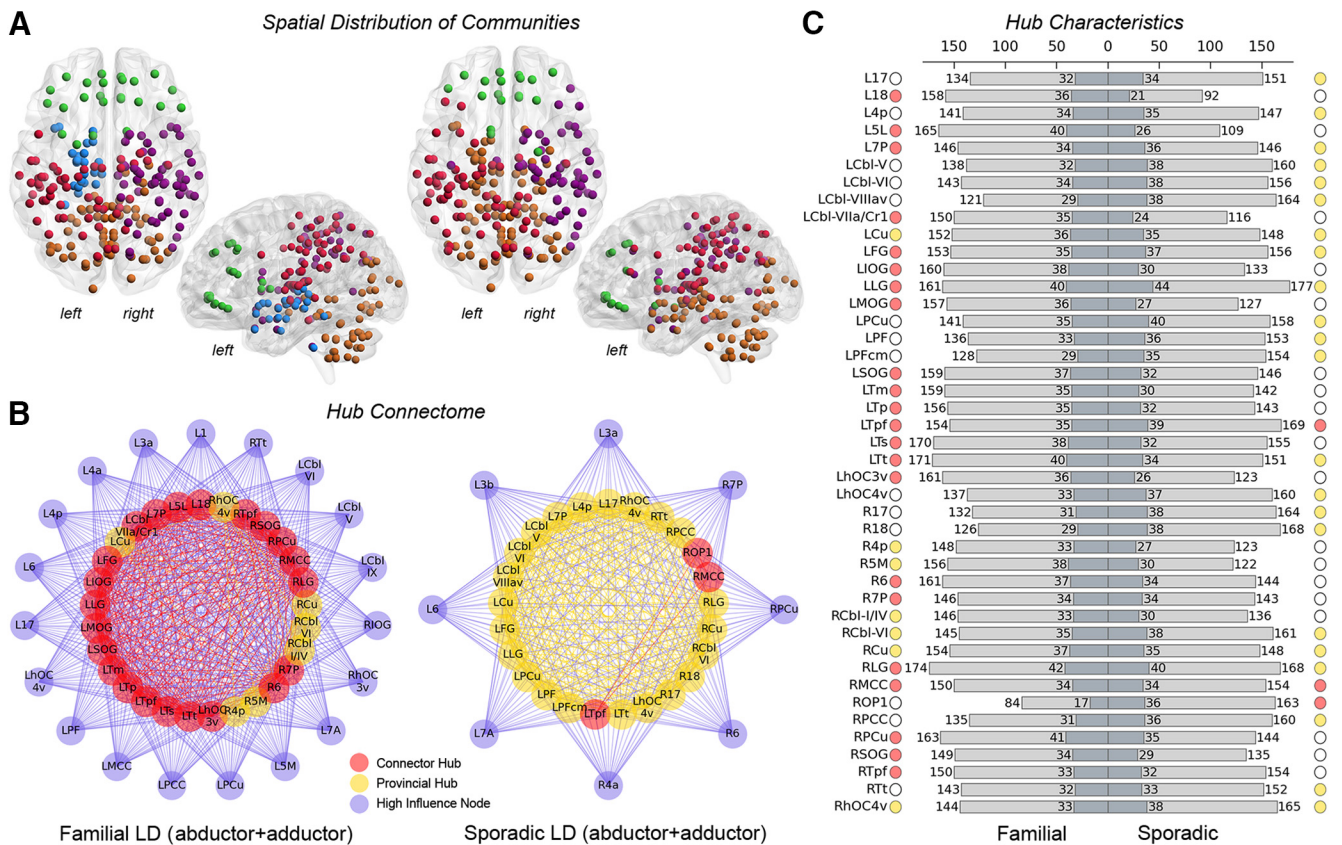 A
Spatial Distribution of Communities
left
right
left
left
right
left
B
Hub Connectome
L1
RTt
LCbl VI
LCbl V
LCbl IX
RIOG
RhOC 3v
L7A
L5M
LPCu
LPCC
LMCC
LPF
LhOC 4v
L17
L6
L4p
L4a
L3a
L18
RhOC 4v
RTpf
RSOG
RPCu
RMCC
RLG
RCu
RCbl VI
RCbl I/IV
R7P
R6
R5M
R4p
LhOC 3v
LTt
LTs
LTpf
LTp
LTm
LSOG
LMOG
LLG
LIOG
LFG
LCu
LCbl VIIa/Cr1
L7P
L5L
Connector Hub
Provincial Hub
High Influence Node
Familial LD (abductor+adductor)
L3a
R7P
RPCu
R6
R4a
L7A
L6
L3b
L17
RhOC 4v
RTt
RPCC
ROP1
RMCC
RLG
RCu
RCbl VI
R18
R17
LhOC 4v
LTt
LTpf
LPFcm
LPF
LPCu
LLG
LFG
LCu
LCbl VIIIav
LCbl VI
LCbl V
L7P
L4p
Sporadic LD (abductor+adductor)
C
Hub Characteristics
150 100 50 0 50 100 150
L17 134 32 34 151
L18 158 36 21 92
L4p 141 34 35 147
L5L 165 40 26 109
L7P 146 34 36 146
LCbl-V 138 32 38 160
LCbl-VI 143 34 38 156
LCbl-VIIIav 121 29 38 164
LCbl-VIIa/Cr1 150 35 24 116
LCu 152 36 35 148
LFG 153 35 37 156
LIOG 160 38 30 133
LLG 161 40 44 177
LMOG 157 36 27 127
LPCu 141 35 40 158
LPF 136 33 36 153
LPFcm 128 29 35 154
LSOG 159 37 32 146
LTm 159 35 30 142
LTp 156 35 32 143
LTpf 154 35 39 169
LTs 170 38 32 155
LTt 171 40 34 151
LhOC3v 161 36 26 123
LhOC4v 137 33 37 160
R17 132 31 38 164
R18 126 29 38 168
R4p 148 33 27 123
R5M 156 38 30 122
R6 161 37 34 144
R7P 146 34 34 143
RCbl-I/IV 146 33 30 136
RCbl-VI 145 35 38 161
RCu 154 37 35 148
RLG 174 42 40 168
RMCC 150 34 34 154
ROP1 84 17 36 163
RPCC 135 31 36 160
RPCu 163 41 35 144
RSOG 149 34 29 135
RTpf 150 33 32 154
RTt 143 32 33 152
RhOC4v 144 33 38 165
Familial
Sporadic